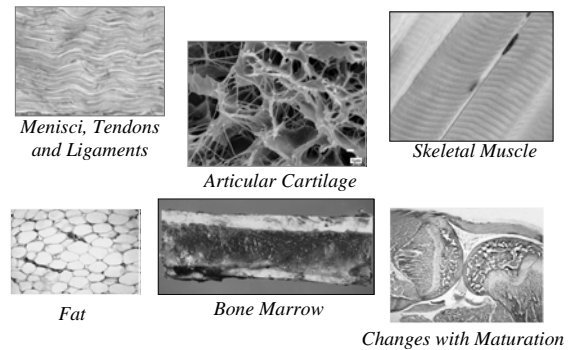 Menisci, Tendons
and Ligaments
Articular Cartilage
Skeletal Muscle
Fat
Bone Marrow
Changes with Maturation